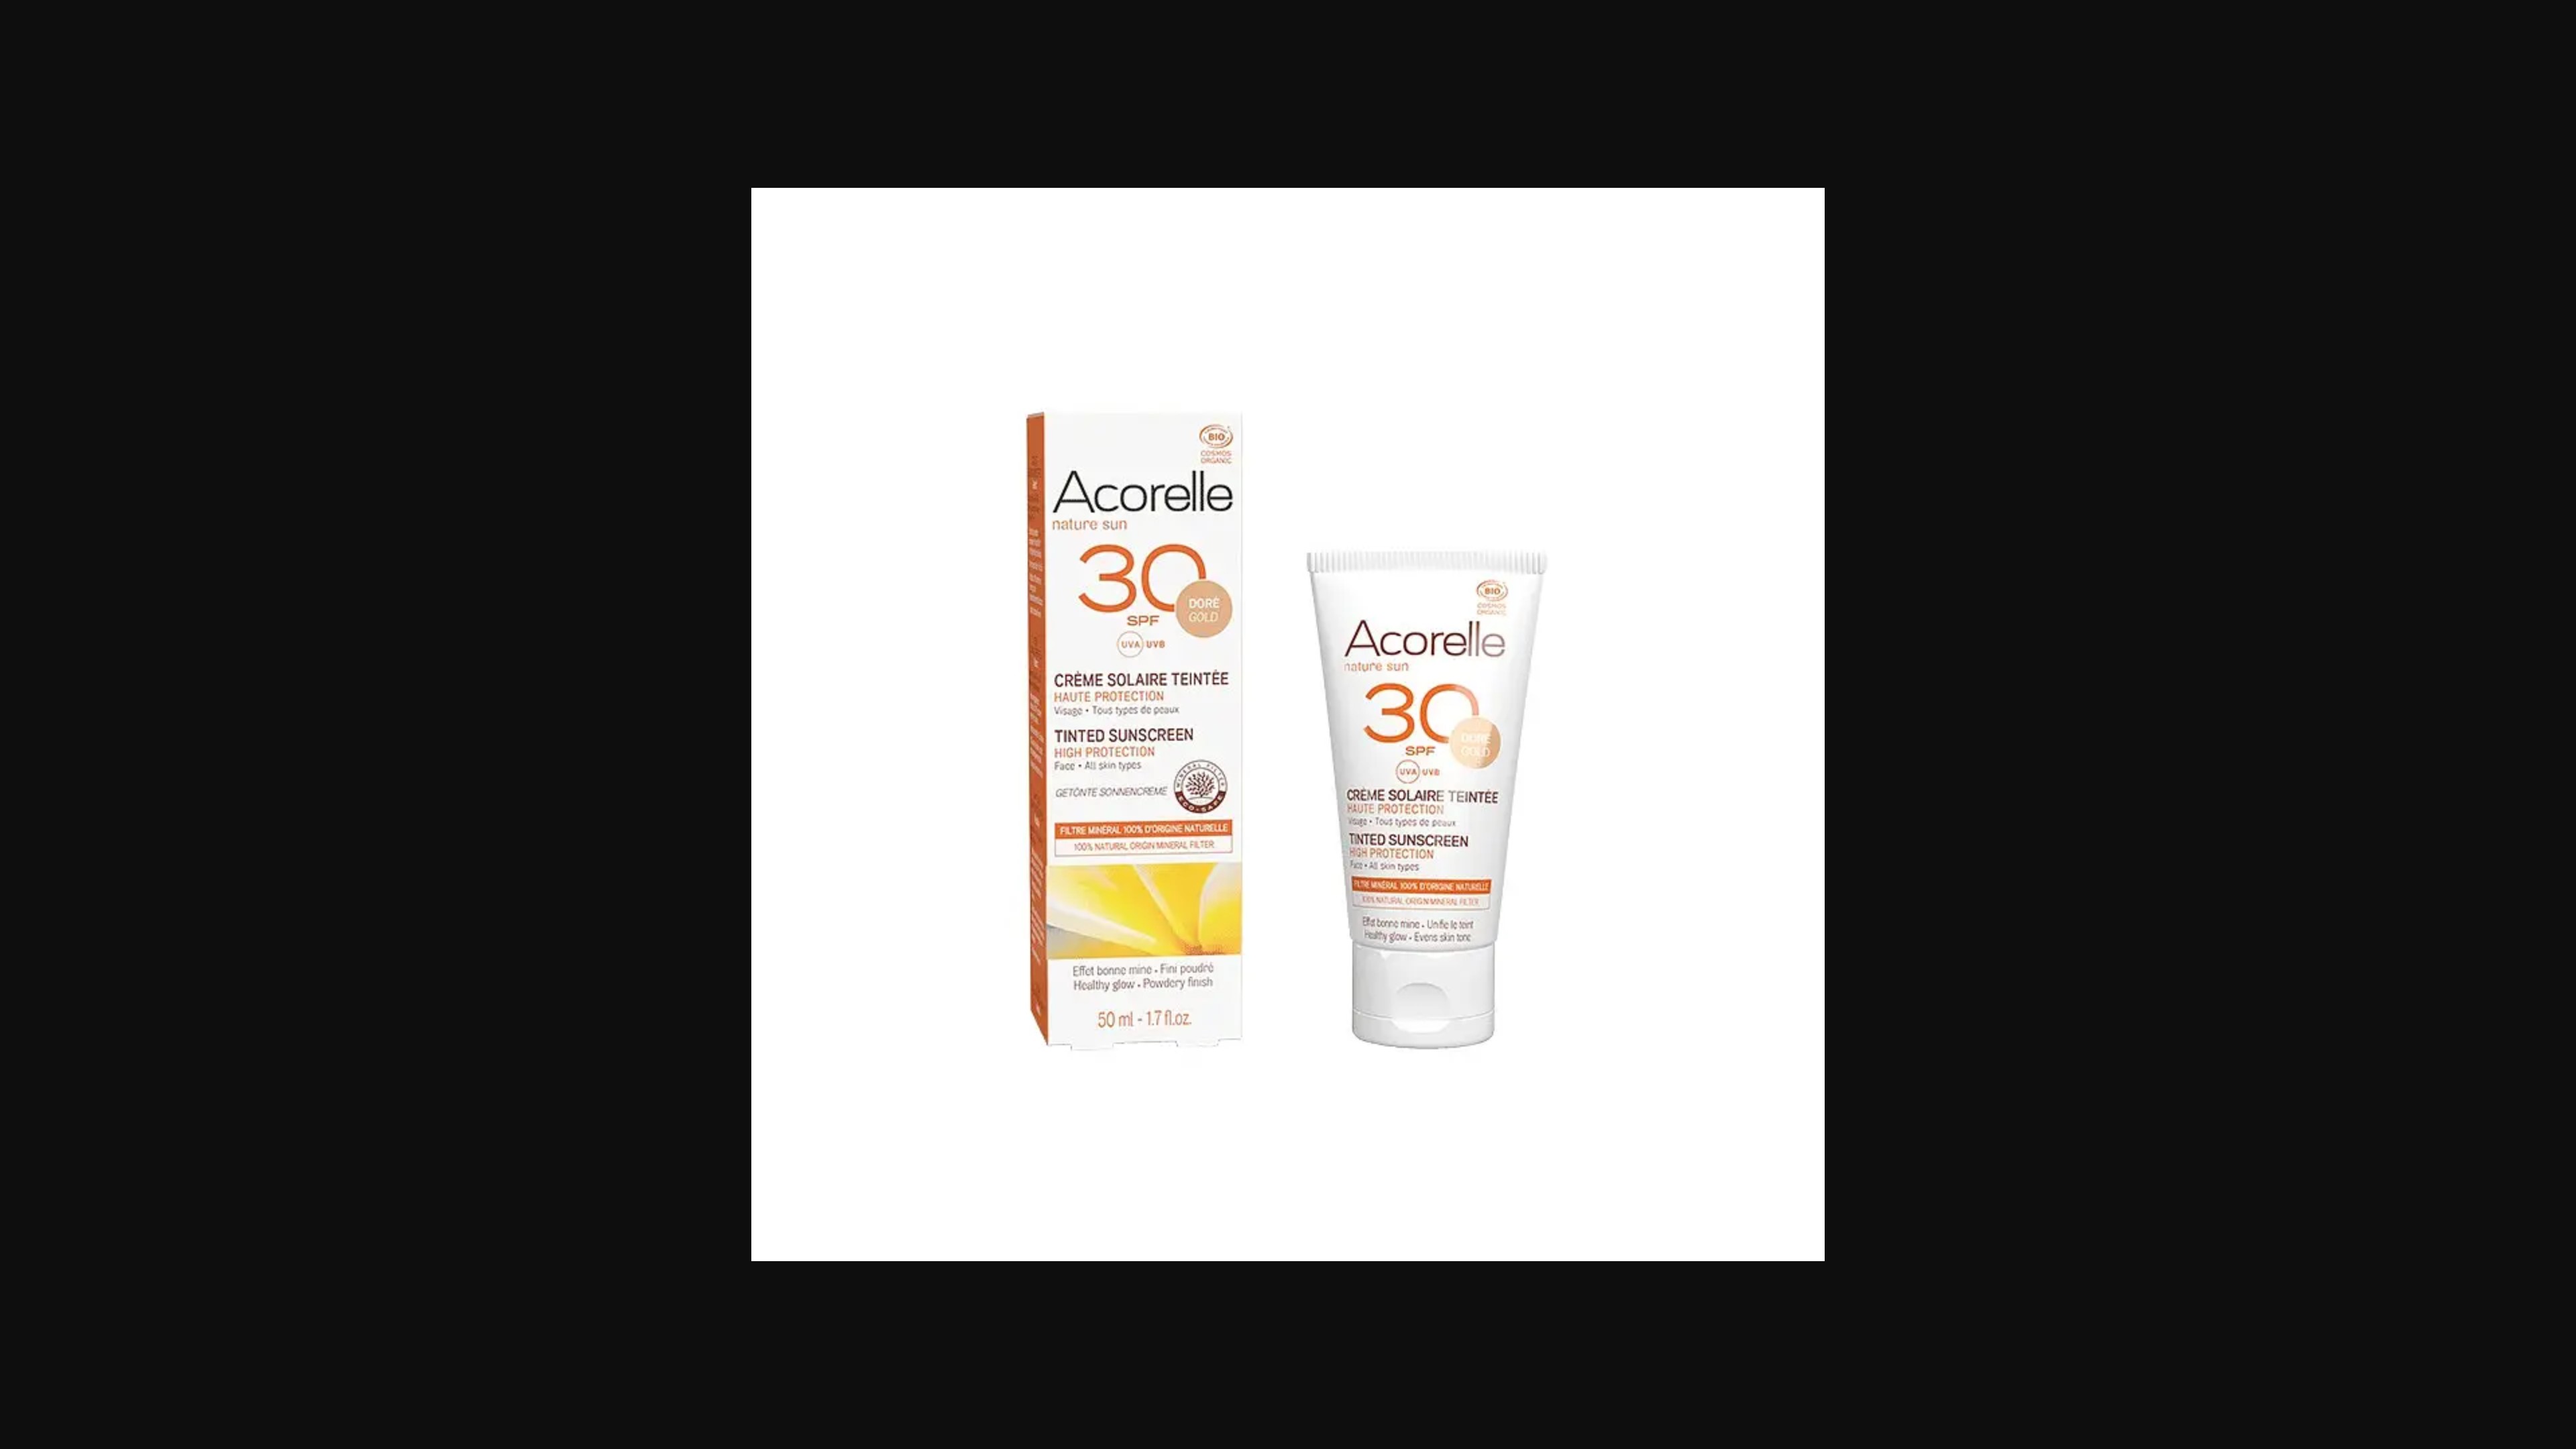 BIO
COSMOS
ORGANIC
Acorelle
nature sun
30
DORÉ
GOLD
SPF
UVA UVB
CRÈME SOLAIRE TEINTÉE
HAUTE PROTECTION
Visage • Tous types de peaux
TINTED SUNSCREEN
HIGH PROTECTION
Face • All skin types
GETÖNTE SONNENCREME
MINERAL FILTER
ECO-SAFE
FILTRE MINÉRAL 100% D'ORIGINE NATURELLE
100% NATURAL ORIGIN MINERAL FILTER
Effet bonne mine • Fini poudré
Healthy glow • Powdery finish
50 ml - 1.7 fl.oz.
BIO
COSMOS
ORGANIC
Acorelle
nature sun
30
DORÉ
GOLD
SPF
UVA UVB
CRÈME SOLAIRE TEINTÉE
HAUTE PROTECTION
Visage • Tous types de peaux
TINTED SUNSCREEN
HIGH PROTECTION
Face • All skin types
FILTRE MINÉRAL 100% D'ORIGINE NATURELLE
100% NATURAL ORIGIN MINERAL FILTER
Effet bonne mine • Unifie le teint
Healthy glow • Evens skin tone